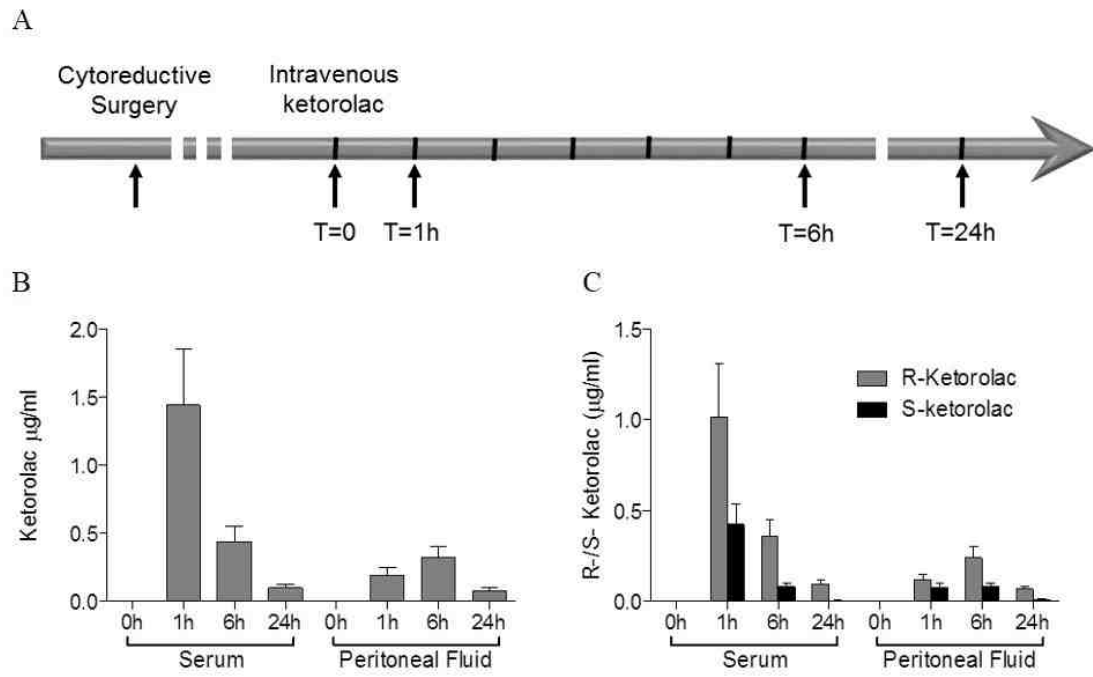 A
Cytoreductive
Surgery
Intravenous
ketorolac
T=0
T=1h
T=6h
T=24h
B
Ketorolac µg/ml
2.0
1.5
1.0
0.5
0.0
0h 1h 6h 24h 0h 1h 6h 24h
Serum Peritoneal Fluid
C
R-/S- Ketorolac (µg/ml)
1.5
1.0
0.5
0.0
R-Ketorolac
S-ketorolac
0h 1h 6h 24h 0h 1h 6h 24h
Serum Peritoneal Fluid